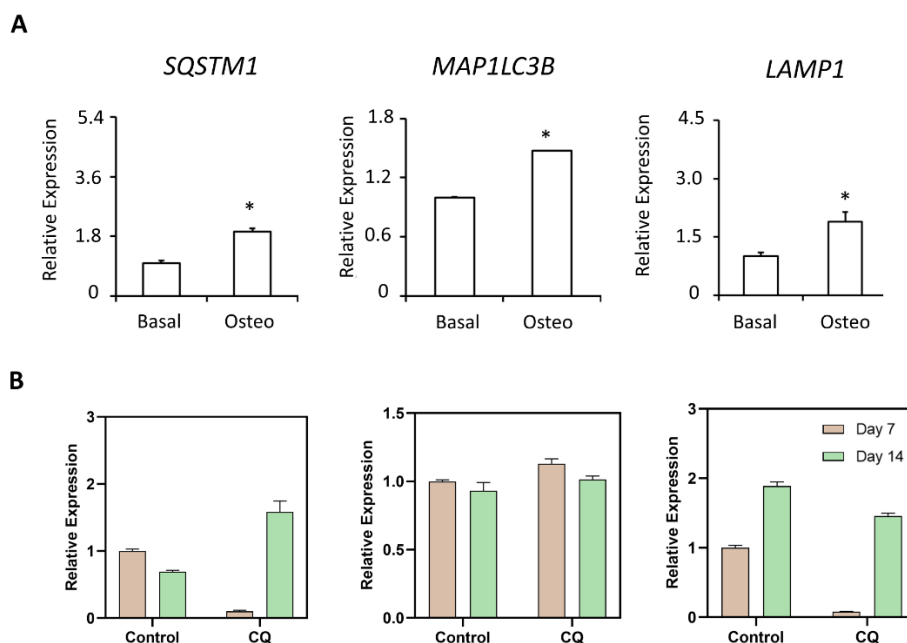 A
SQSTM1
MAP1LC3B
LAMP1
Relative Expression
5.4
3.6
1.8
0
*
Basal Osteo
Relative Expression
1.8
1.2
0.6
0
*
Basal Osteo
Relative Expression
4.5
3.0
1.5
0
*
Basal Osteo
B
Relative Expression
3
2
1
0
Control CQ
Relative Expression
1.5
1.0
0.5
0.0
Control CQ
Relative Expression
3
2
1
0
Day 7
Day 14
Control CQ